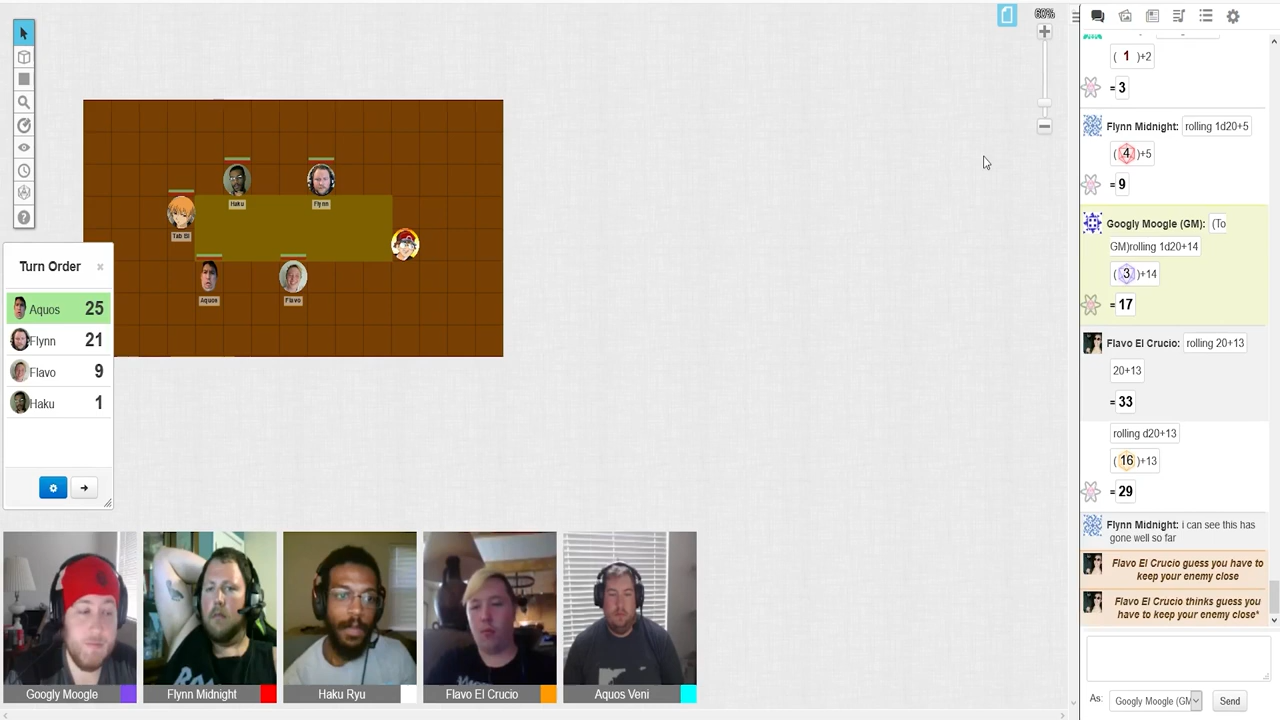 60%
Haku
Flynn
Tab El
Aquos
Flavo
Turn Order ×
Aquos 25
Flynn 21
Flavo 9
Haku 1
Googly Moogle
Flynn Midnight
Haku Ryu
Flavo El Crucio
Aquos Veni
( 1 )+2
= 3
Flynn Midnight: rolling 1d20+5
( 4 )+5
= 9
Googly Moogle (GM): (To
GM)rolling 1d20+14
( 3 )+14
= 17
Flavo El Crucio: rolling 20+13
20+13
= 33
rolling d20+13
( 16 )+13
= 29
Flynn Midnight: i can see this has
gone well so far
Flavo El Crucio guess you have to
keep your enemy close
Flavo El Crucio thinks guess you
have to keep your enemy close*
As: Googly Moogle (GM Send